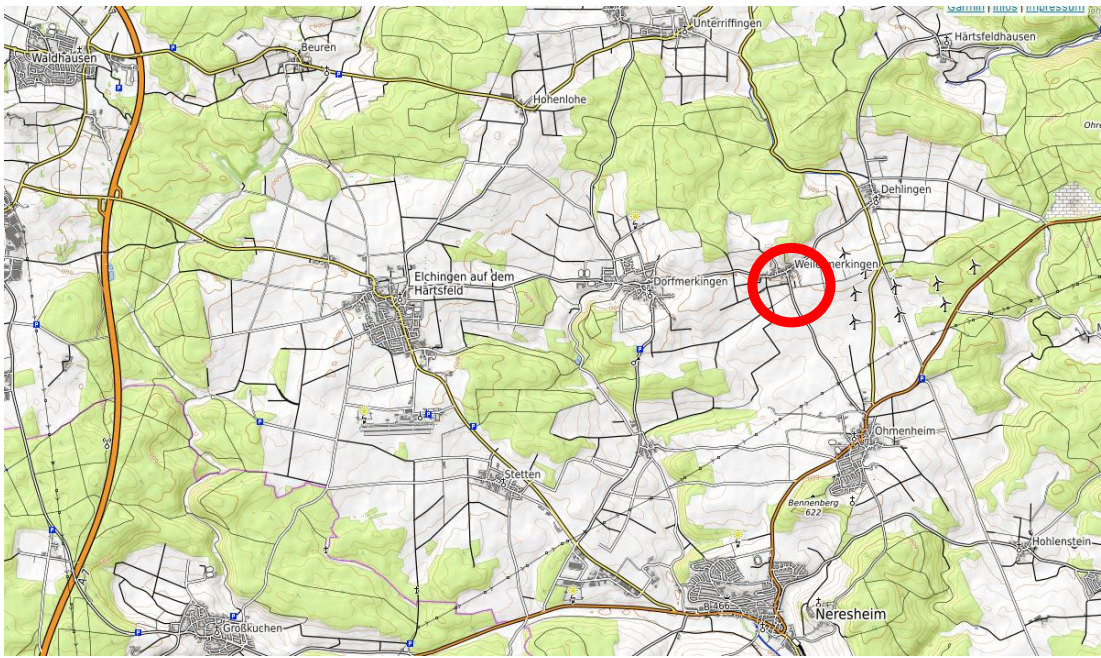 Garmin | Infos | Impressum
Unterriffingen
Härtsfeldhausen
Waldhausen
Beuren
Hohenlohe
Dehlingen
Weilermerkingen
Elchingen auf dem
Härtsfeld
Dorfmerkingen
Ohmenheim
Stetten
Bennenberg
622
Hohlenstein
A 7
B 466
Neresheim
Großkuchen